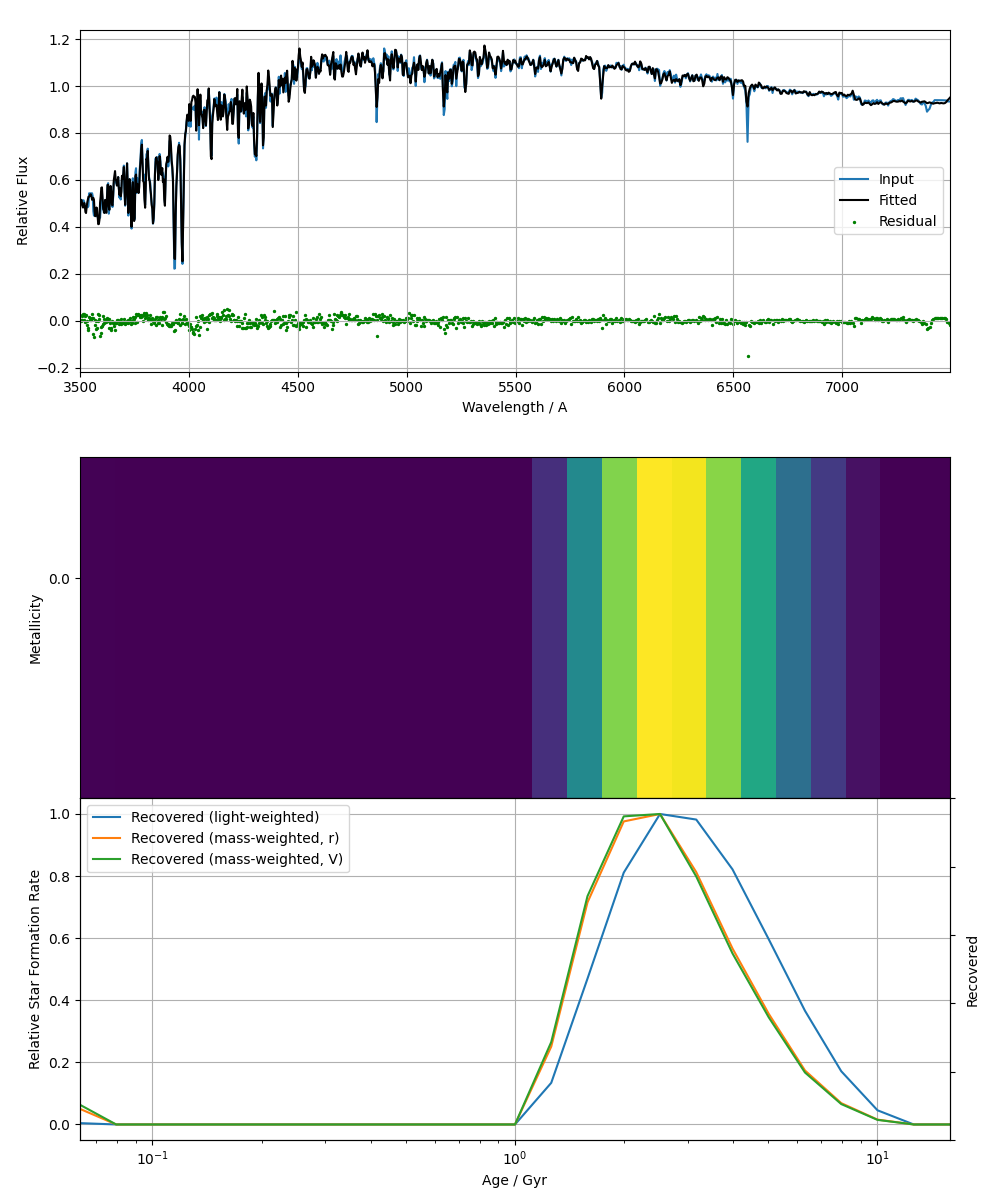 Relative Flux
1.2
1.0
0.8
0.6
0.4
0.2
0.0
−0.2
Input
Fitted
Residual
3500 4000 4500 5000 5500 6000 6500 7000
Wavelength / A
Metallicity
0.0
Relative Star Formation Rate
1.0
0.8
0.6
0.4
0.2
0.0
Recovered (light-weighted)
Recovered (mass-weighted, r)
Recovered (mass-weighted, V)
Recovered
10⁻¹ 10⁰ 10¹
Age / Gyr